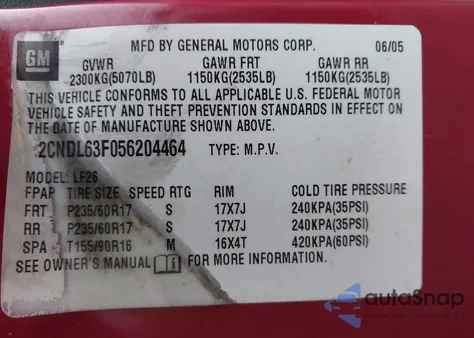 GM
MFD BY GENERAL MOTORS CORP. 06/05
GVWR GAWR FRT GAWR RR
2300KG(5070LB) 1150KG(2535LB) 1150KG(2535LB)
THIS VEHICLE CONFORMS TO ALL APPLICABLE U.S. FEDERAL MOTOR
VEHICLE SAFETY AND THEFT PREVENTION STANDARDS IN EFFECT ON THE
DATE OF MANUFACTURE SHOWN ABOVE.
2CNDL63F056204464 TYPE: M.P.V.
MODEL: LF26
FPAR TIRE SIZE SPEED RTG RIM COLD TIRE PRESSURE
FRT P235/60R17 S 17X7J 240KPA(35PSI)
RR P235/60R17 S 17X7J 240KPA(35PSI)
SPA T155/90R16 M 16X4T 420KPA(60PSI)
SEE OWNER'S MANUAL FOR MORE INFORMATION
autoSnap